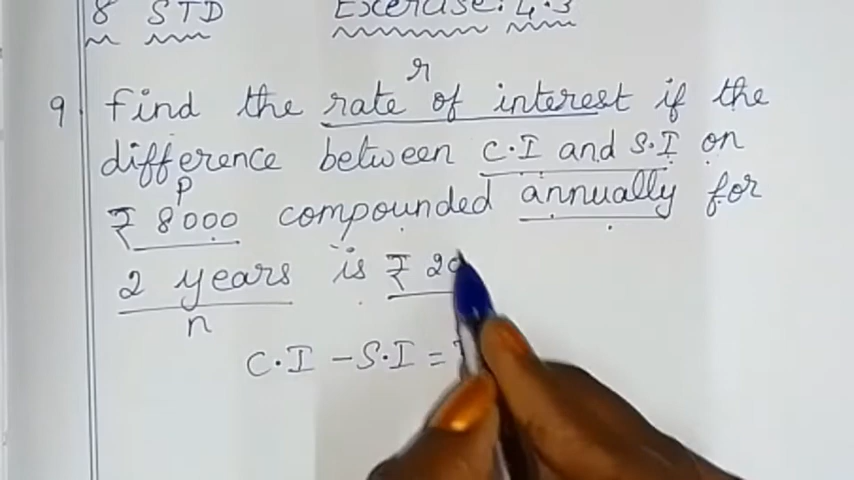 8 STD Exercise: 4.3
r
9 find the rate of interest if the
difference between C.I and S.I on
P
₹ 8000 compounded annually for
2 years is ₹
n
C.I - S.I =